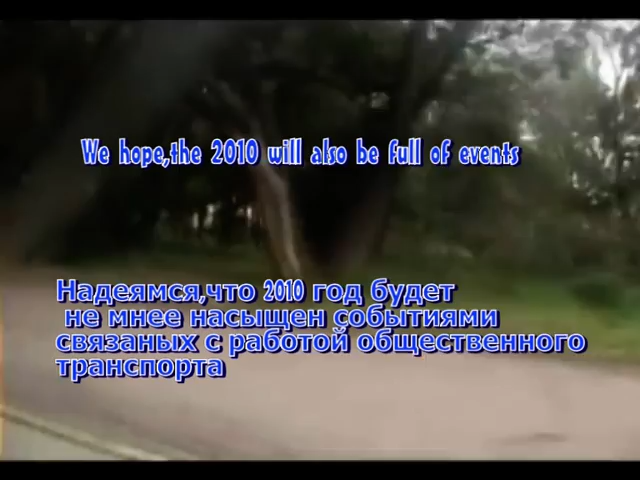 We hope,the 2010 will also be full of events
Надеямся,что 2010 год будет
не мнее насыщен событиями
связаных с работой общественного
транспорта